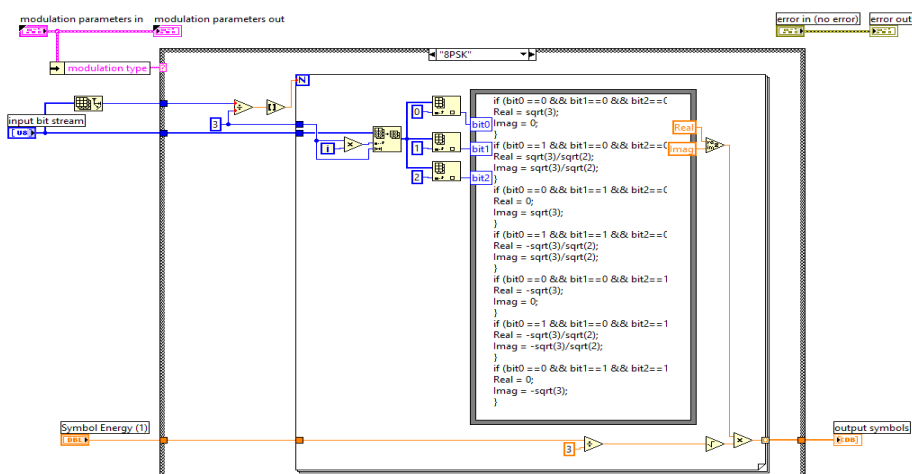 modulation parameters in
modulation parameters out
error in (no error)
error out
"8PSK"
modulation type
input bit stream
U8
N
3
i
0
1
2
bit0
bit1
bit2
if (bit0 ==0 && bit1==0 && bit2==0
Real = sqrt(3);
Imag = 0;
}
if (bit0 ==1 && bit1==0 && bit2==0
Real = sqrt(3)/sqrt(2);
Imag = sqrt(3)/sqrt(2);
}
if (bit0 ==0 && bit1==1 && bit2==0
Real = 0;
Imag = sqrt(3);
}
if (bit0 ==1 && bit1==1 && bit2==0
Real = -sqrt(3)/sqrt(2);
Imag = sqrt(3)/sqrt(2);
}
if (bit0 ==0 && bit1==0 && bit2==1
Real = -sqrt(3);
Imag = 0;
}
if (bit0 ==1 && bit1==0 && bit2==1
Real = -sqrt(3)/sqrt(2);
Imag = -sqrt(3)/sqrt(2);
}
if (bit0 ==0 && bit1==1 && bit2==1
Real = 0;
Imag = -sqrt(3);
}
Real
Imag
Symbol Energy (1)
DBL
3
output symbols
[DB]